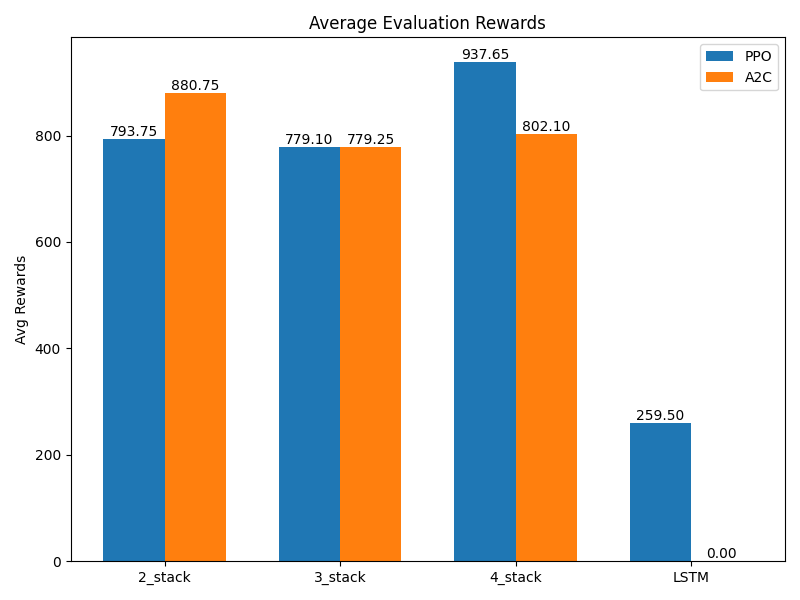 Average Evaluation Rewards
PPO
A2C
937.65
880.75
793.75
779.10
779.25
802.10
259.50
0.00
Avg Rewards
800
600
400
200
0
2_stack
3_stack
4_stack
LSTM